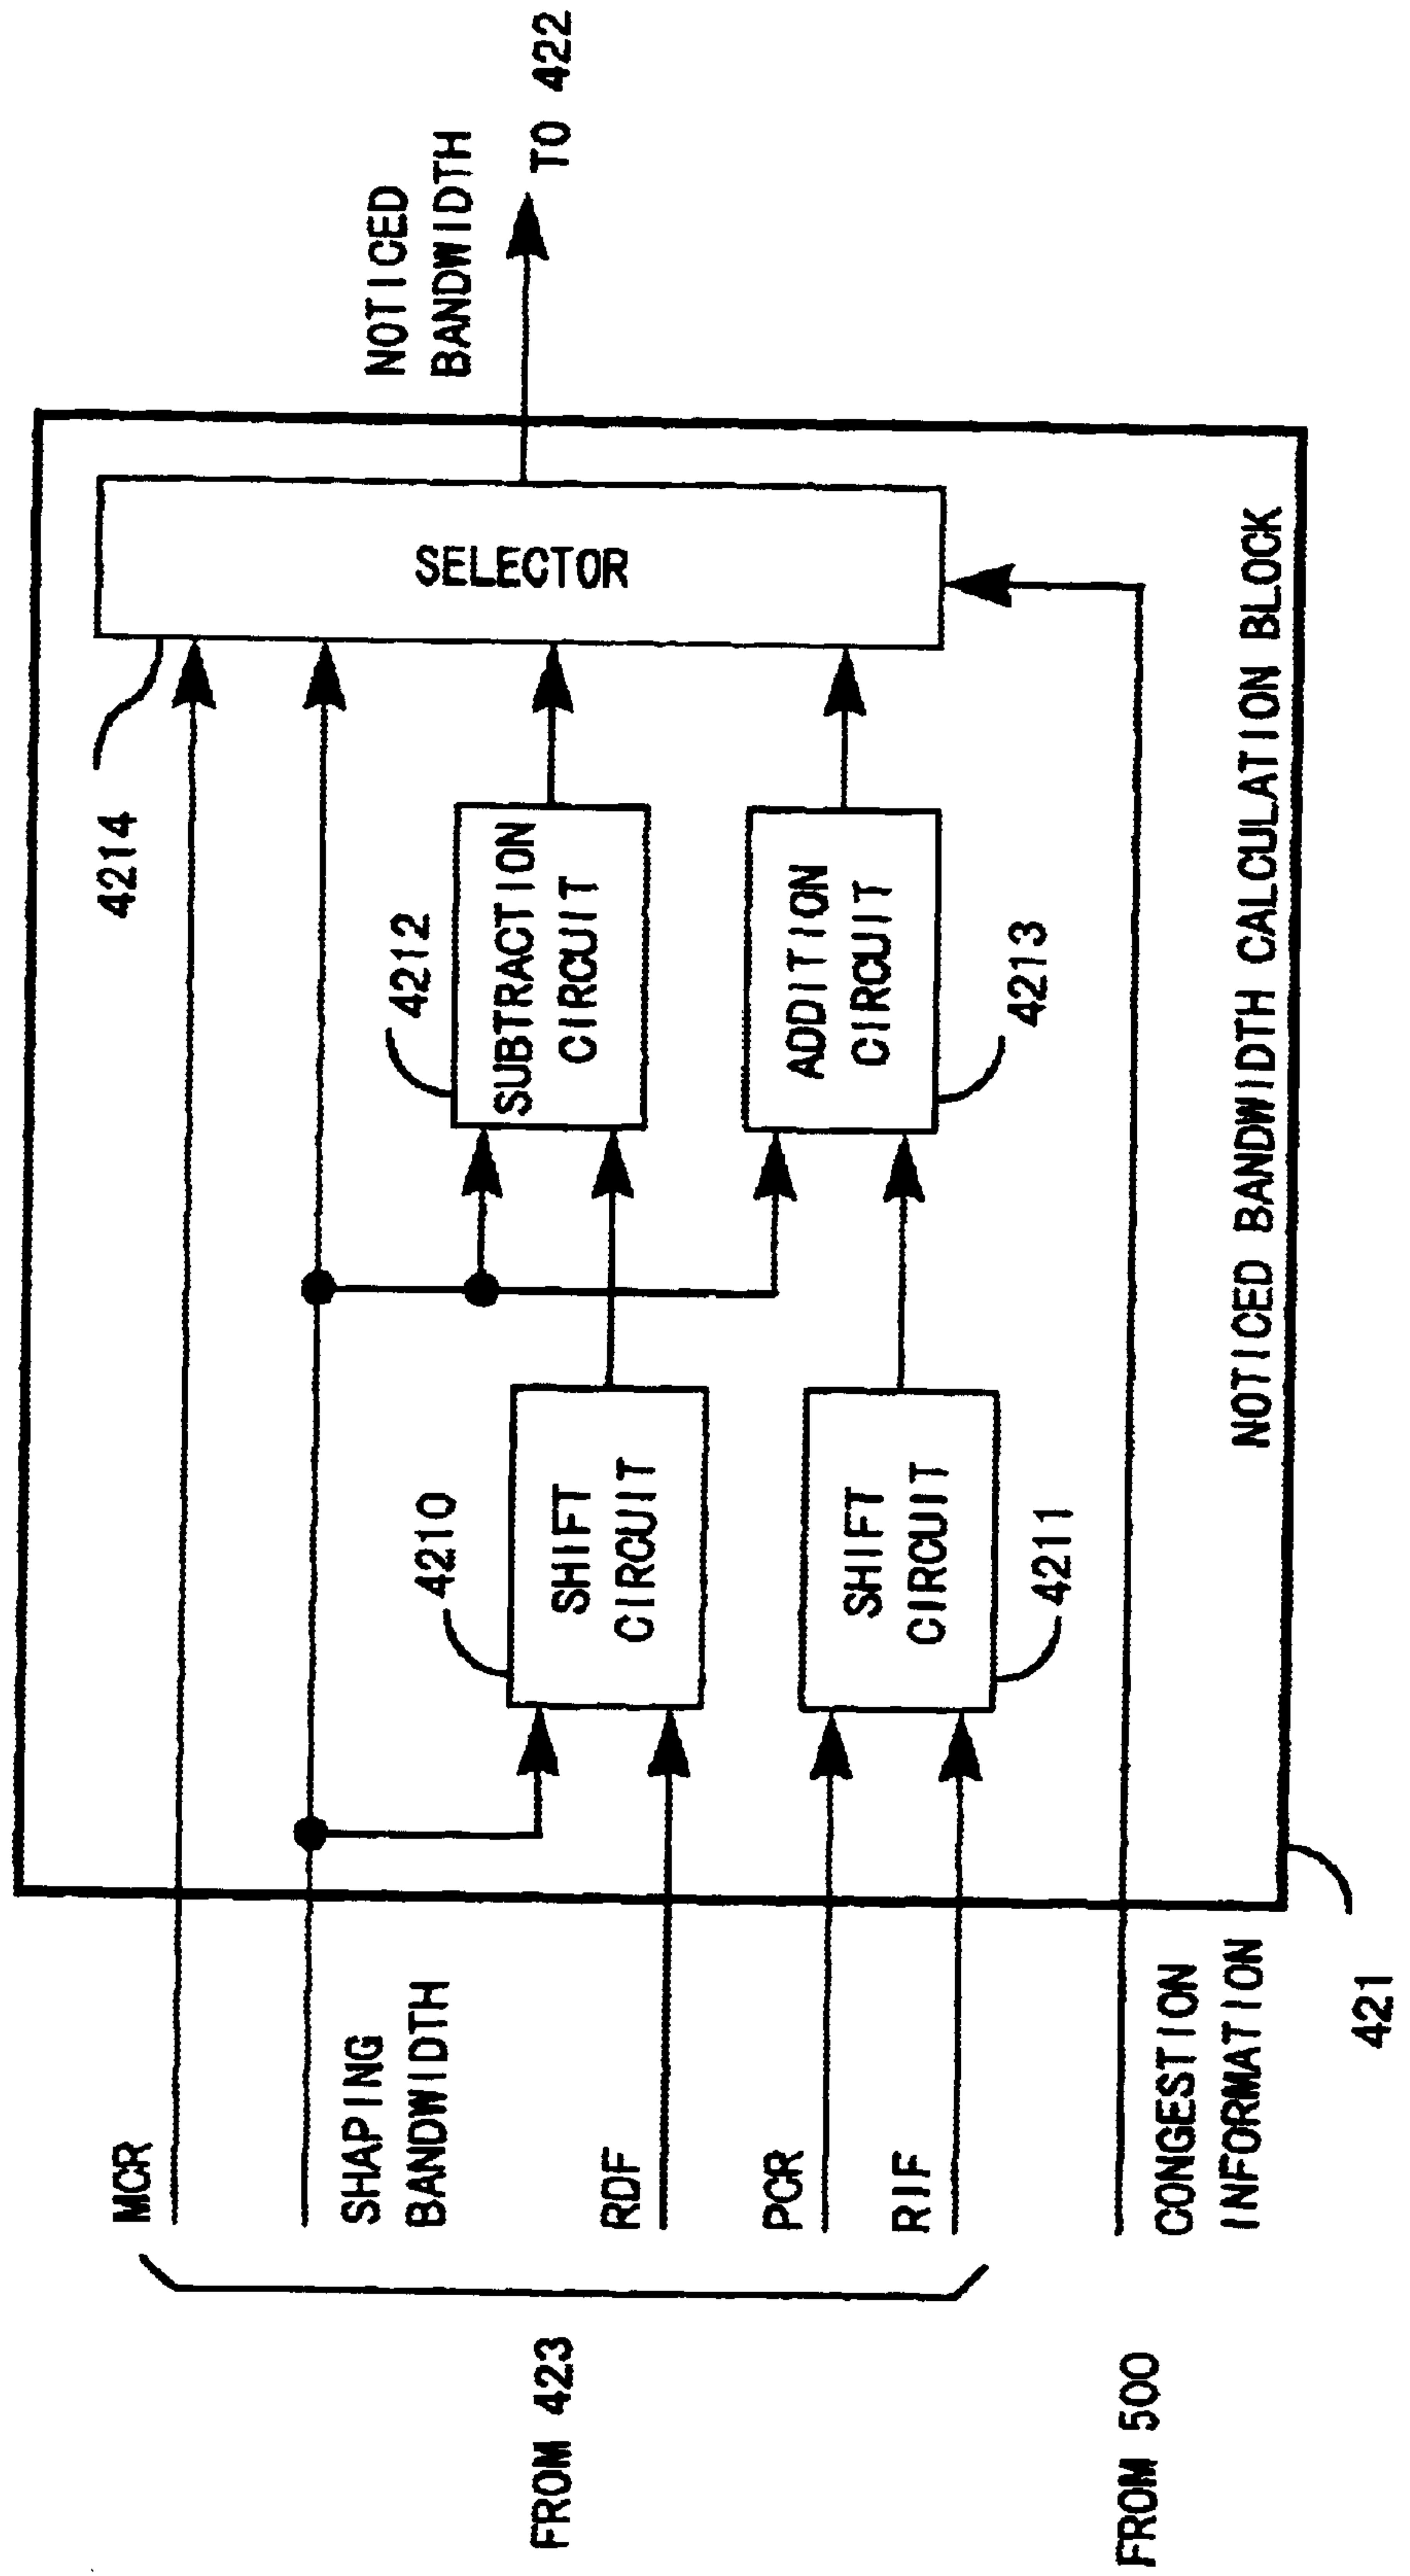 MCR
SHAPING
BANDWIDTH
RDF
PCR
RIF
CONGESTION
INFORMATION
FROM 423
FROM 500
4210
SHIFT
CIRCUIT
SHIFT
CIRCUIT
4211
4212
SUBTRACTION
CIRCUIT
ADDITION
CIRCUIT
4213
4214
SELECTOR
NOTICED BANDWIDTH CALCULATION BLOCK
421
NOTICED
BANDWIDTH
TO 422